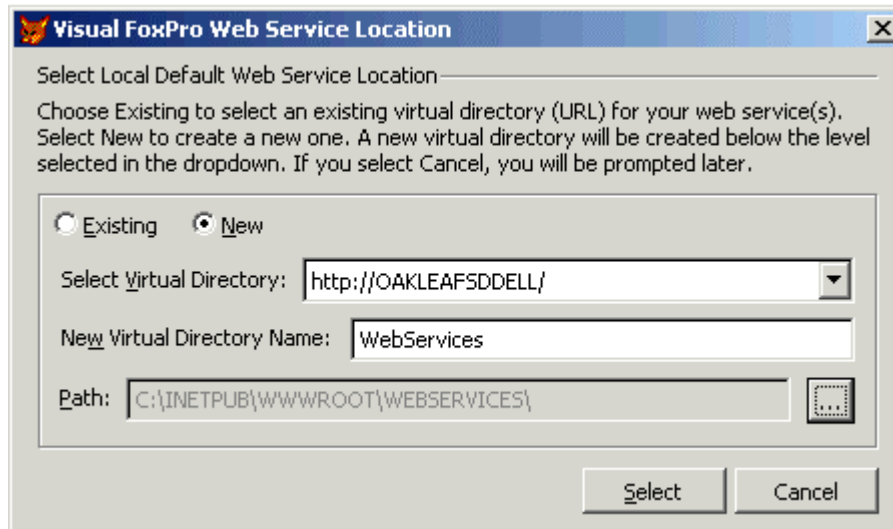 Visual FoxPro Web Service Location
Select Local Default Web Service Location
Choose Existing to select an existing virtual directory (URL) for your web service(s).
Select New to create a new one. A new virtual directory will be created below the level
selected in the dropdown. If you select Cancel, you will be prompted later.
Existing New
Select Virtual Directory: http://OAKLEAFSDDELL/
New Virtual Directory Name: WebServices
Path: C:\INETPUB\WWWROOT\WEBSERVICES\ ...
Select Cancel